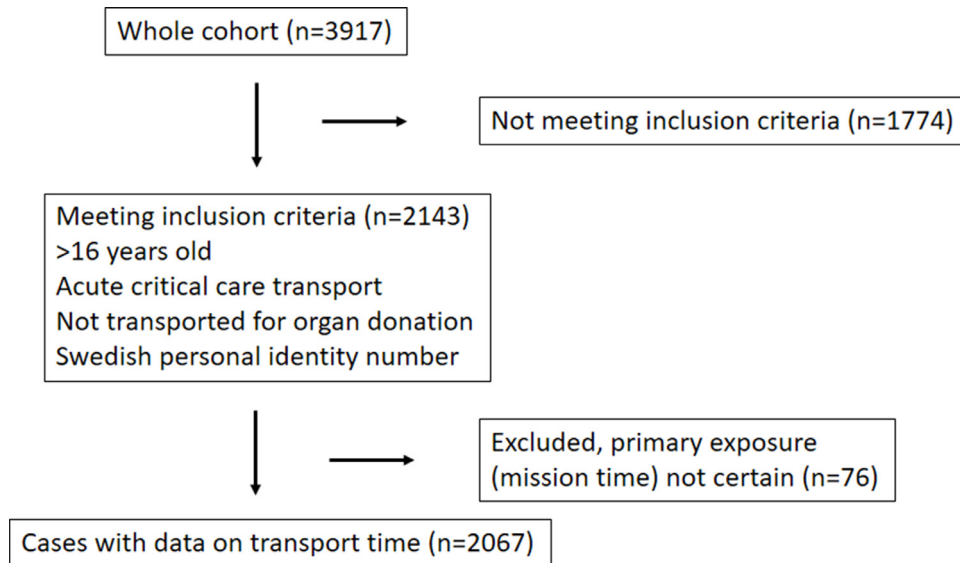 Whole cohort (n=3917)
Not meeting inclusion criteria (n=1774)
Meeting inclusion criteria (n=2143)
>16 years old
Acute critical care transport
Not transported for organ donation
Swedish personal identity number
Excluded, primary exposure
(mission time) not certain (n=76)
Cases with data on transport time (n=2067)